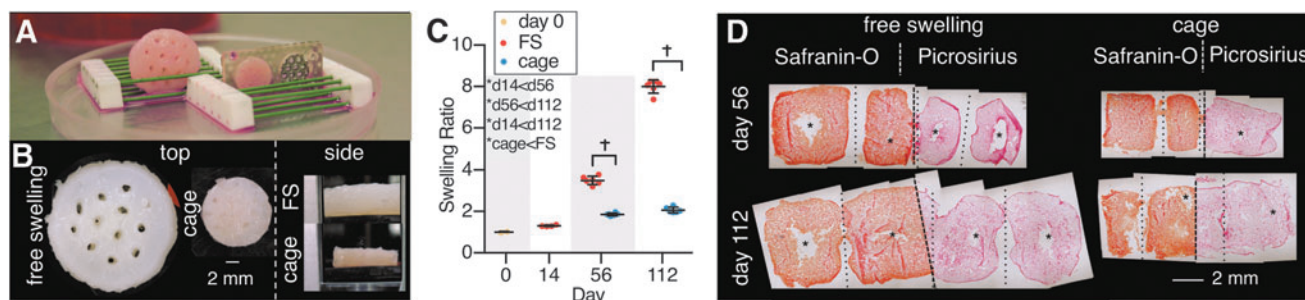 A
B
top
side
free swelling
cage
FS
cage
2 mm
C
day 0
FS
cage
10
8
6
4
2
0
Swelling Ratio
*d14<d56
*d56<d112
*d14<d112
*cage<FS
†
†
0 14 56 112
Day
D
free swelling
cage
Safranin-O
Picrosirius
Safranin-O
Picrosirius
day 56
day 112
* * * * *
* * * * * *
2 mm